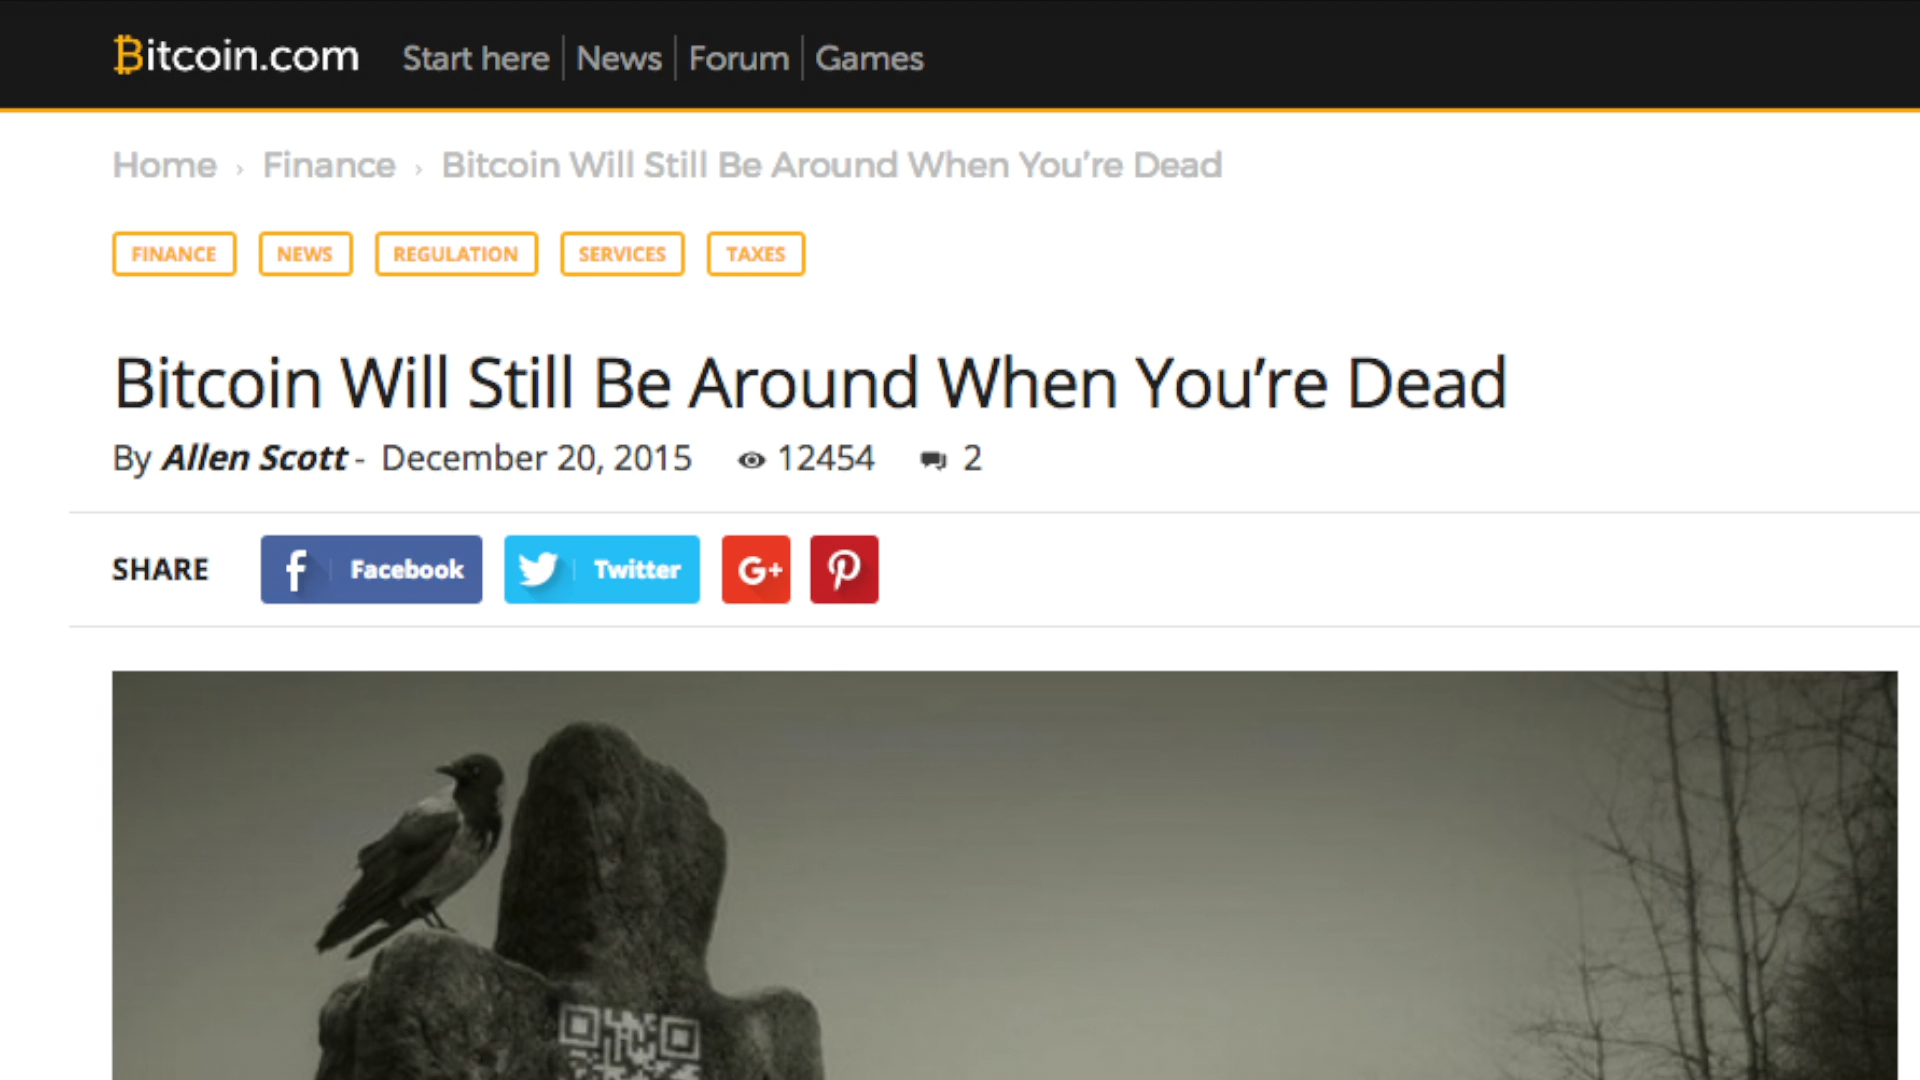 Bitcoin.com Start here News Forum Games
Home › Finance › Bitcoin Will Still Be Around When You’re Dead
FINANCE NEWS REGULATION SERVICES TAXES
Bitcoin Will Still Be Around When You’re Dead
By Allen Scott - December 20, 2015 12454 2
SHARE Facebook Twitter G+